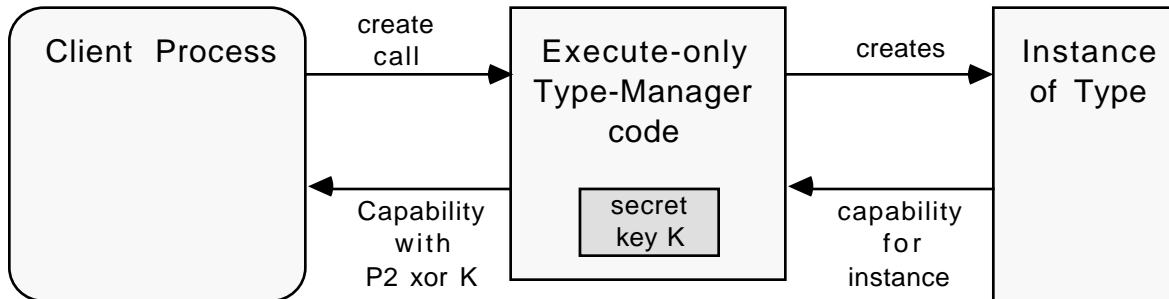 Client Process
create
call
Execute-only
Type-Manager
code
secret
key K
creates
Instance
of Type
Capability
with
P2 xor K
capability
for
instance